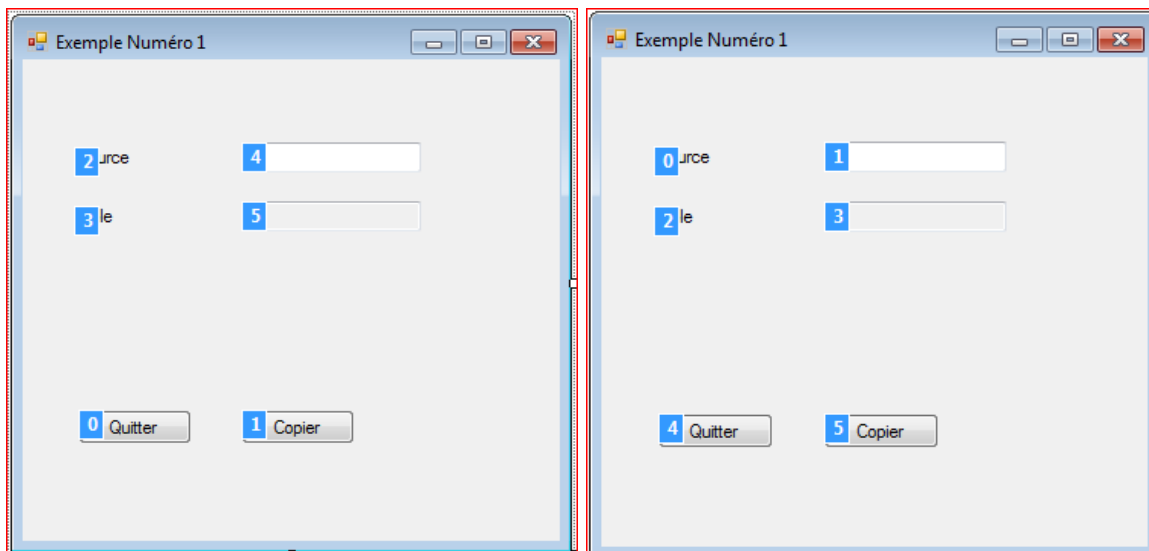 Exemple Numéro 1
2 urce 4
3 le 5
0 Quitter 1 Copier
Exemple Numéro 1
0 urce 1
2 le 3
4 Quitter 5 Copier